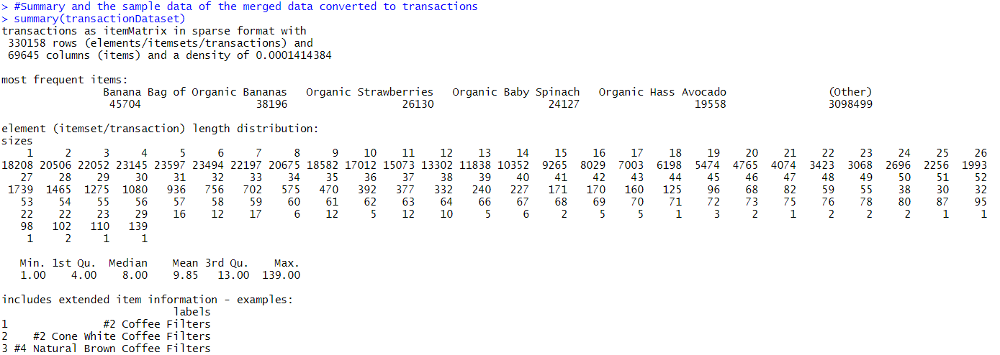 > #Summary and the sample data of the merged data converted to transactions
> summary(transactionDataset)
transactions as itemMatrix in sparse format with
 330158 rows (elements/itemsets/transactions) and
 69645 columns (items) and a density of 0.0001414384
most frequent items:
Banana Bag of Organic Bananas Organic Strawberries Organic Baby Spinach Organic Hass Avocado (Other)
45704 38196 26130 24127 19558 3098499
element (itemset/transaction) length distribution:
sizes
1 2 3 4 5 6 7 8 9 10 11 12 13 14 15 16 17 18 19 20 21 22 23 24 25 26
18208 20506 22052 23145 23597 23494 22197 20675 18582 17012 15073 13302 11838 10352 9265 8029 7003 6198 5474 4765 4074 3423 3068 2696 2256 1993
27 28 29 30 31 32 33 34 35 36 37 38 39 40 41 42 43 44 45 46 47 48 49 50 51 52
1739 1465 1275 1080 936 756 702 575 470 392 377 332 240 227 171 170 160 125 96 68 82 59 55 38 30 32
53 54 55 56 57 58 59 60 61 62 63 64 66 67 68 69 70 71 72 73 75 76 78 80 87 95
22 22 23 29 16 12 17 6 12 5 12 10 5 6 2 5 5 1 3 2 1 2 2 2 1 1
98 102 110 139
1 2 1 1
Min. 1st Qu. Median Mean 3rd Qu. Max.
1.00 4.00 8.00 9.85 13.00 139.00
includes extended item information - examples:
labels
1 #2 Coffee Filters
2 #2 Cone White Coffee Filters
3 #4 Natural Brown Coffee Filters